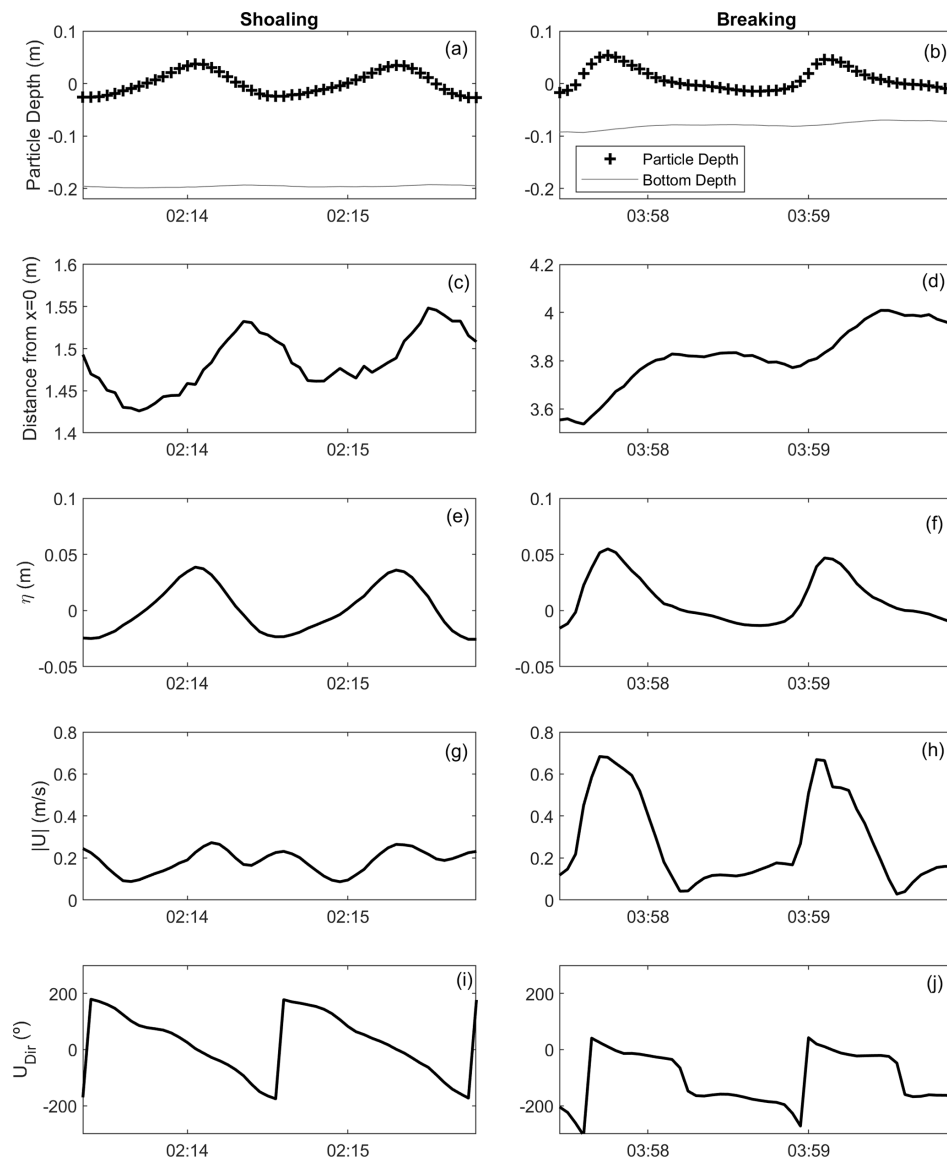 Shoaling Breaking
0.1 (a) 0.1 (b)
0 0
-0.1 -0.1
-0.2 -0.2
Particle Depth (m)
Particle Depth
Bottom Depth
02:14 02:15 03:58 03:59
1.6 (c) 4.2 (d)
1.55 4
1.5 3.8
1.45 3.6
1.4
Distance from x=0 (m)
02:14 02:15 03:58 03:59
0.1 (e) 0.1 (f)
0.05 0.05
0 0
-0.05 -0.05
η (m)
02:14 02:15 03:58 03:59
0.8 (g) 0.8 (h)
0.6 0.6
0.4 0.4
0.2 0.2
0 0
|U| (m/s)
02:14 02:15 03:58 03:59
200 (i) 200 (j)
0 0
-200 -200
U_Dir (º)
02:14 02:15 03:58 03:59